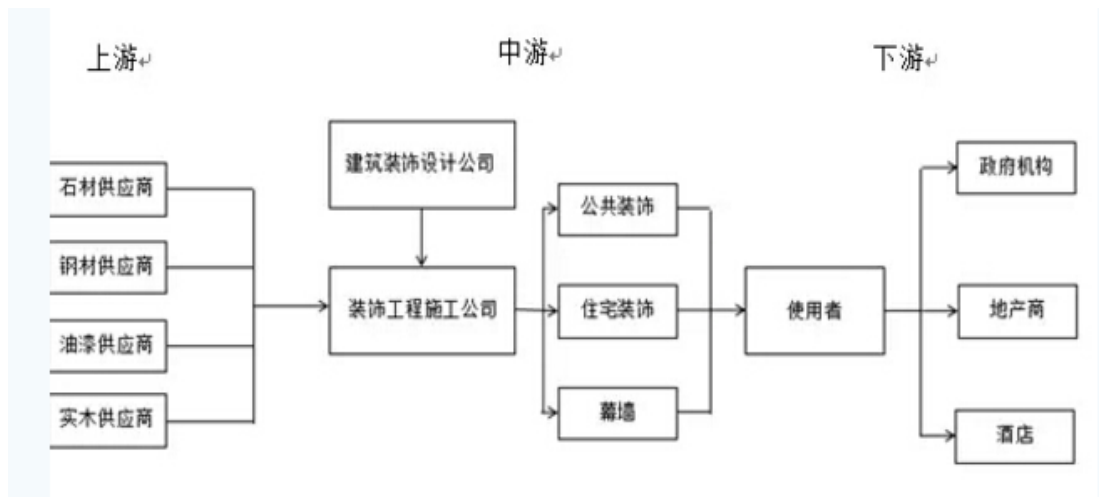 上游
中游
下游
石材供应商
钢材供应商
油漆供应商
实木供应商
建筑装饰设计公司
装饰工程施工公司
公共装饰
住宅装饰
幕墙
使用者
政府机构
地产商
酒店